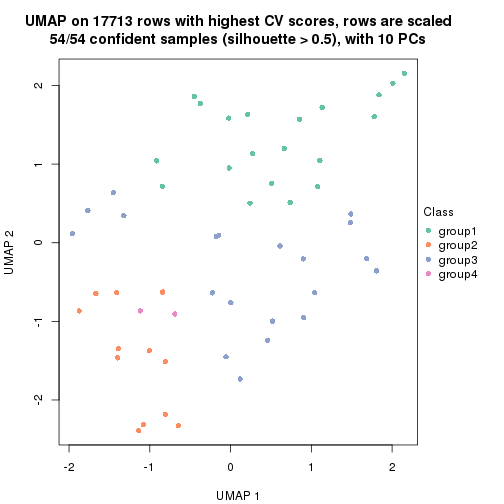 UMAP on 17713 rows with highest CV scores, rows are scaled
54/54 confident samples (silhouette > 0.5), with 10 PCs
2
1
0
-1
-2
UMAP 2
-2
-1
0
1
2
UMAP 1
Class
group1
group2
group3
group4